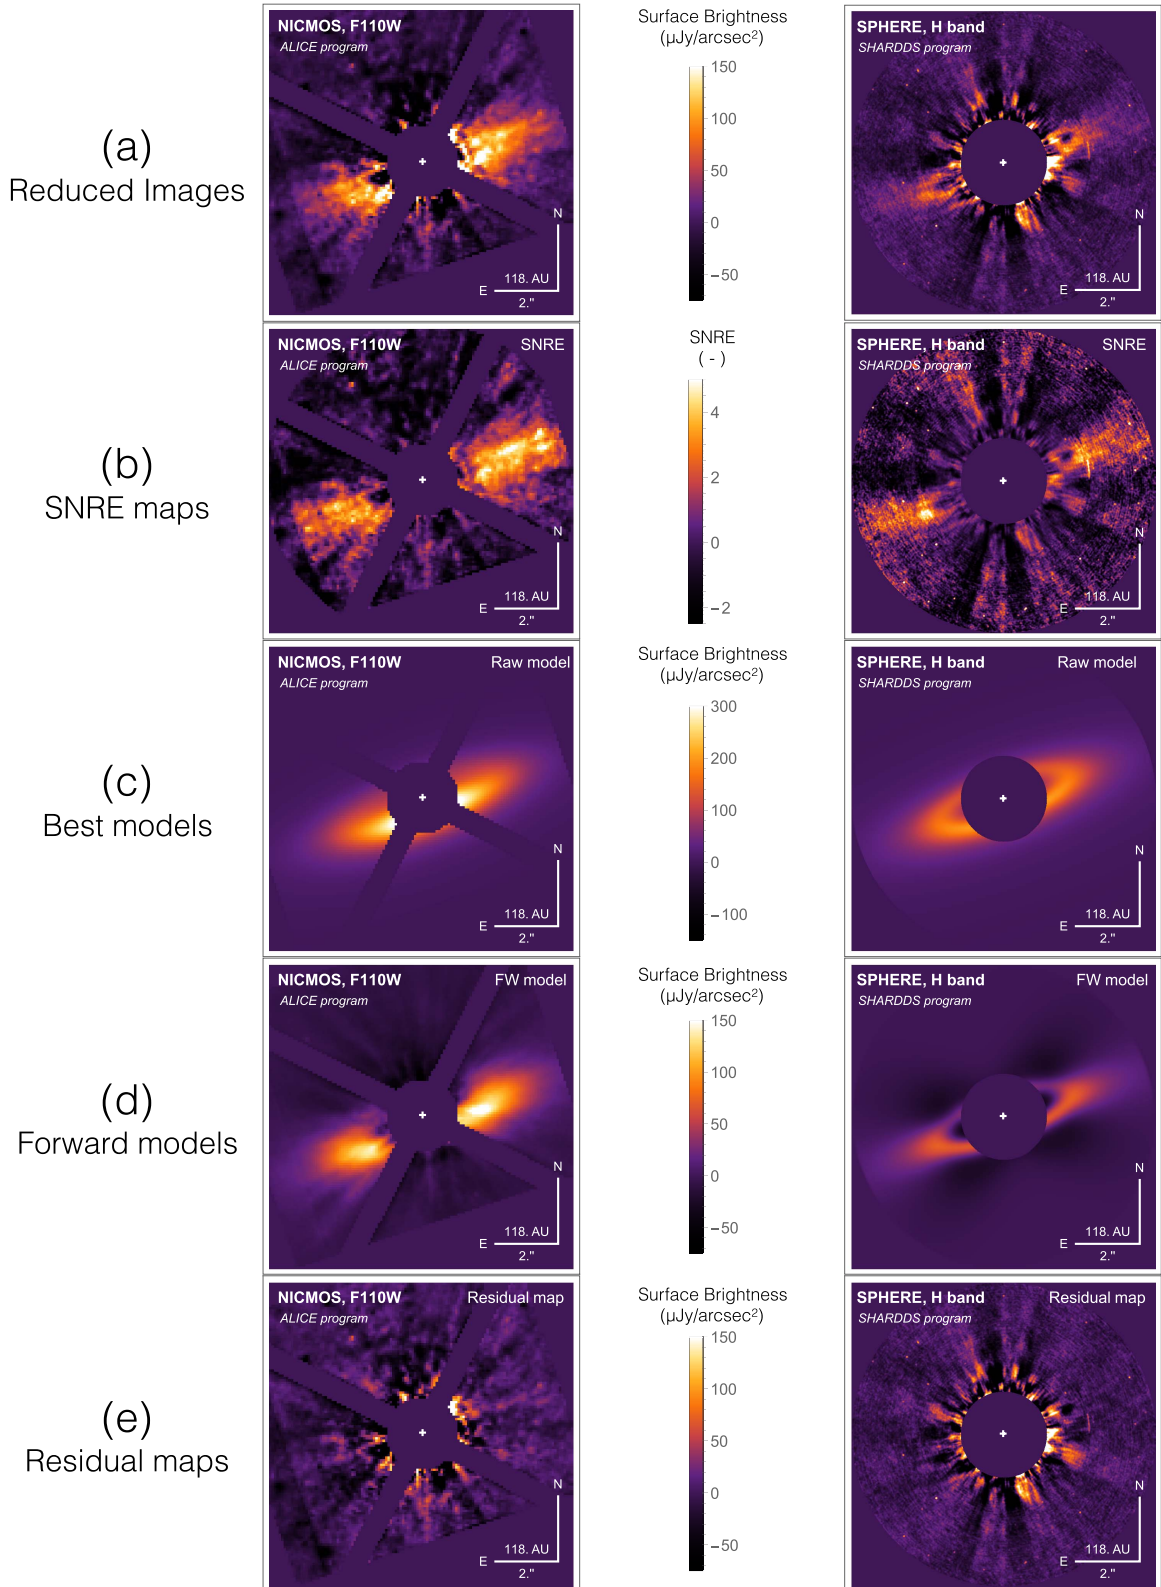 (a)
Reduced Images
NICMOS, F110W
ALICE program
N
118. AU
E
2."
Surface Brightness
(μJy/arcsec²)
150
100
50
0
−50
SPHERE, H band
SHARDDS program
N
118. AU
E
2."
(b)
SNRE maps
NICMOS, F110W
SNRE
ALICE program
N
118. AU
E
2."
SNRE
( - )
4
2
0
−2
SPHERE, H band
SNRE
SHARDDS program
N
118. AU
E
2."
(c)
Best models
NICMOS, F110W
Raw model
ALICE program
N
118. AU
E
2."
Surface Brightness
(μJy/arcsec²)
300
200
100
0
−100
SPHERE, H band
Raw model
SHARDDS program
N
118. AU
E
2."
(d)
Forward models
NICMOS, F110W
FW model
ALICE program
N
118. AU
E
2."
Surface Brightness
(μJy/arcsec²)
150
100
50
0
−50
SPHERE, H band
FW model
SHARDDS program
N
118. AU
E
2."
(e)
Residual maps
NICMOS, F110W
Residual map
ALICE program
N
118. AU
E
2."
Surface Brightness
(μJy/arcsec²)
150
100
50
0
−50
SPHERE, H band
Residual map
SHARDDS program
N
118. AU
E
2."